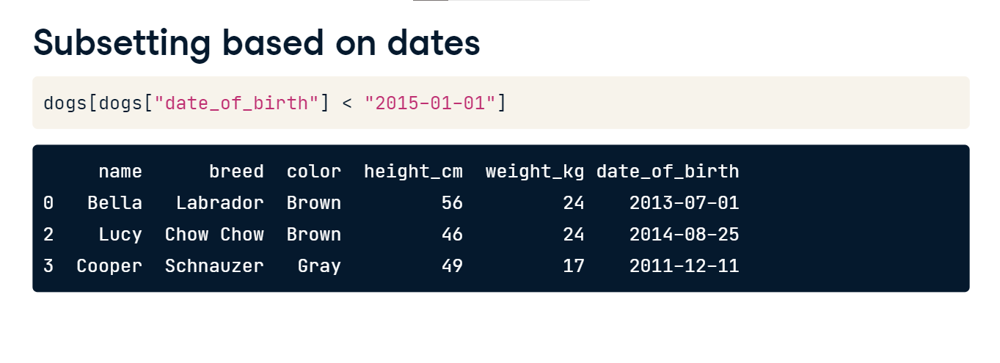 Subsetting based on dates
dogs[dogs["date_of_birth"] < "2015-01-01"]
     name      breed  color  height_cm  weight_kg date_of_birth
0   Bella   Labrador  Brown         56         24    2013-07-01
2    Lucy  Chow Chow  Brown         46         24    2014-08-25
3  Cooper  Schnauzer   Gray         49         17    2011-12-11